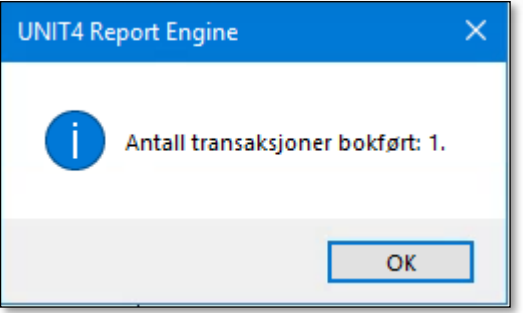 UNIT4 Report Engine
Antall transaksjoner bokført: 1.
OK